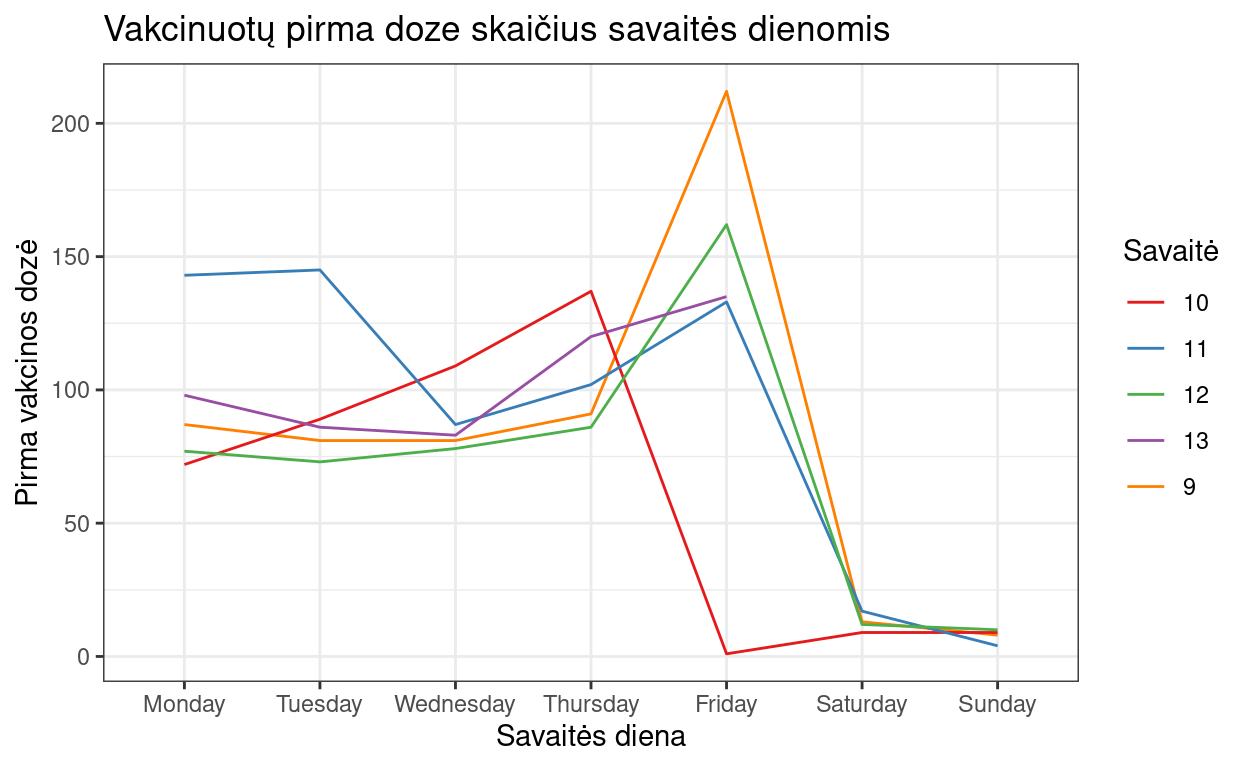 Vakcinuotų pirma doze skaičius savaitės dienomis
Pirma vakcinos dozė
200
150
100
50
0
Monday Tuesday Wednesday Thursday Friday Saturday Sunday
Savaitės diena
Savaitė
10
11
12
13
9